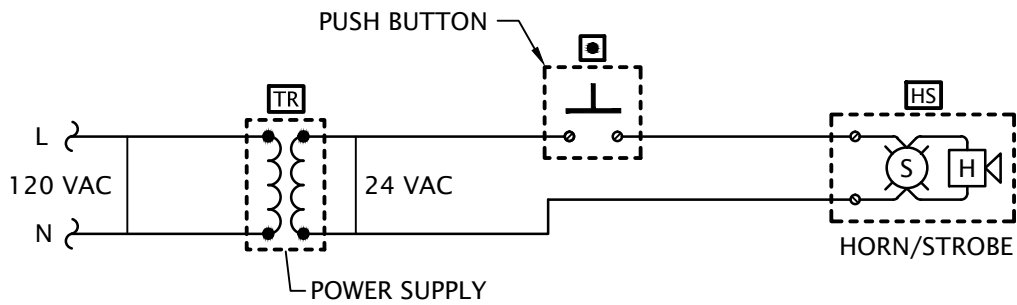 PUSH BUTTON
TR
HS
L
120 VAC
24 VAC
S
H
N
HORN/STROBE
POWER SUPPLY